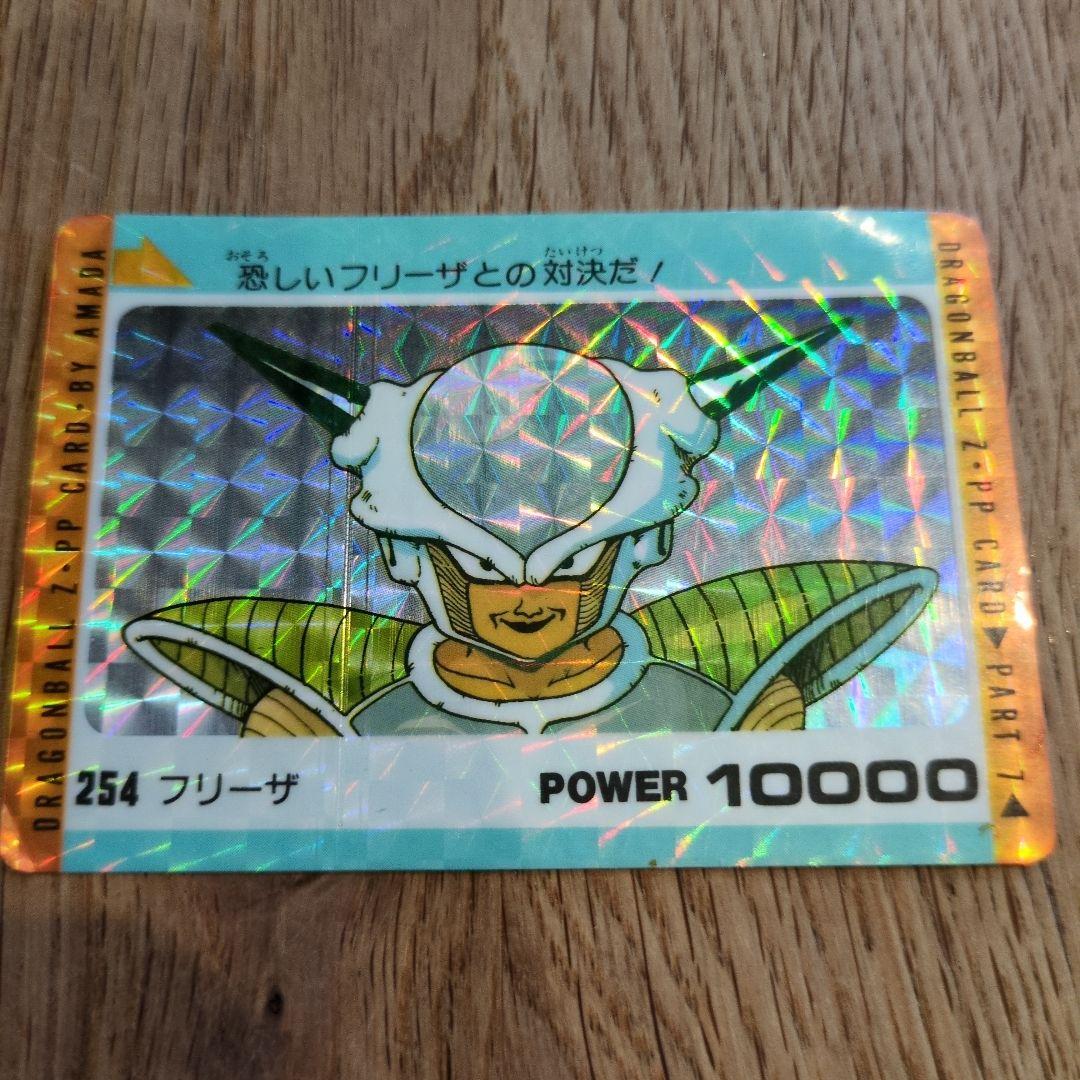 おそろ たいけつ
恐しいフリーザとの対決だ!
DRAGONBALL Z・PP CARD・BY AMADA
DRAGONBALL Z・PP CARD▶PART 7◀
254 フリーザ
POWER 10000